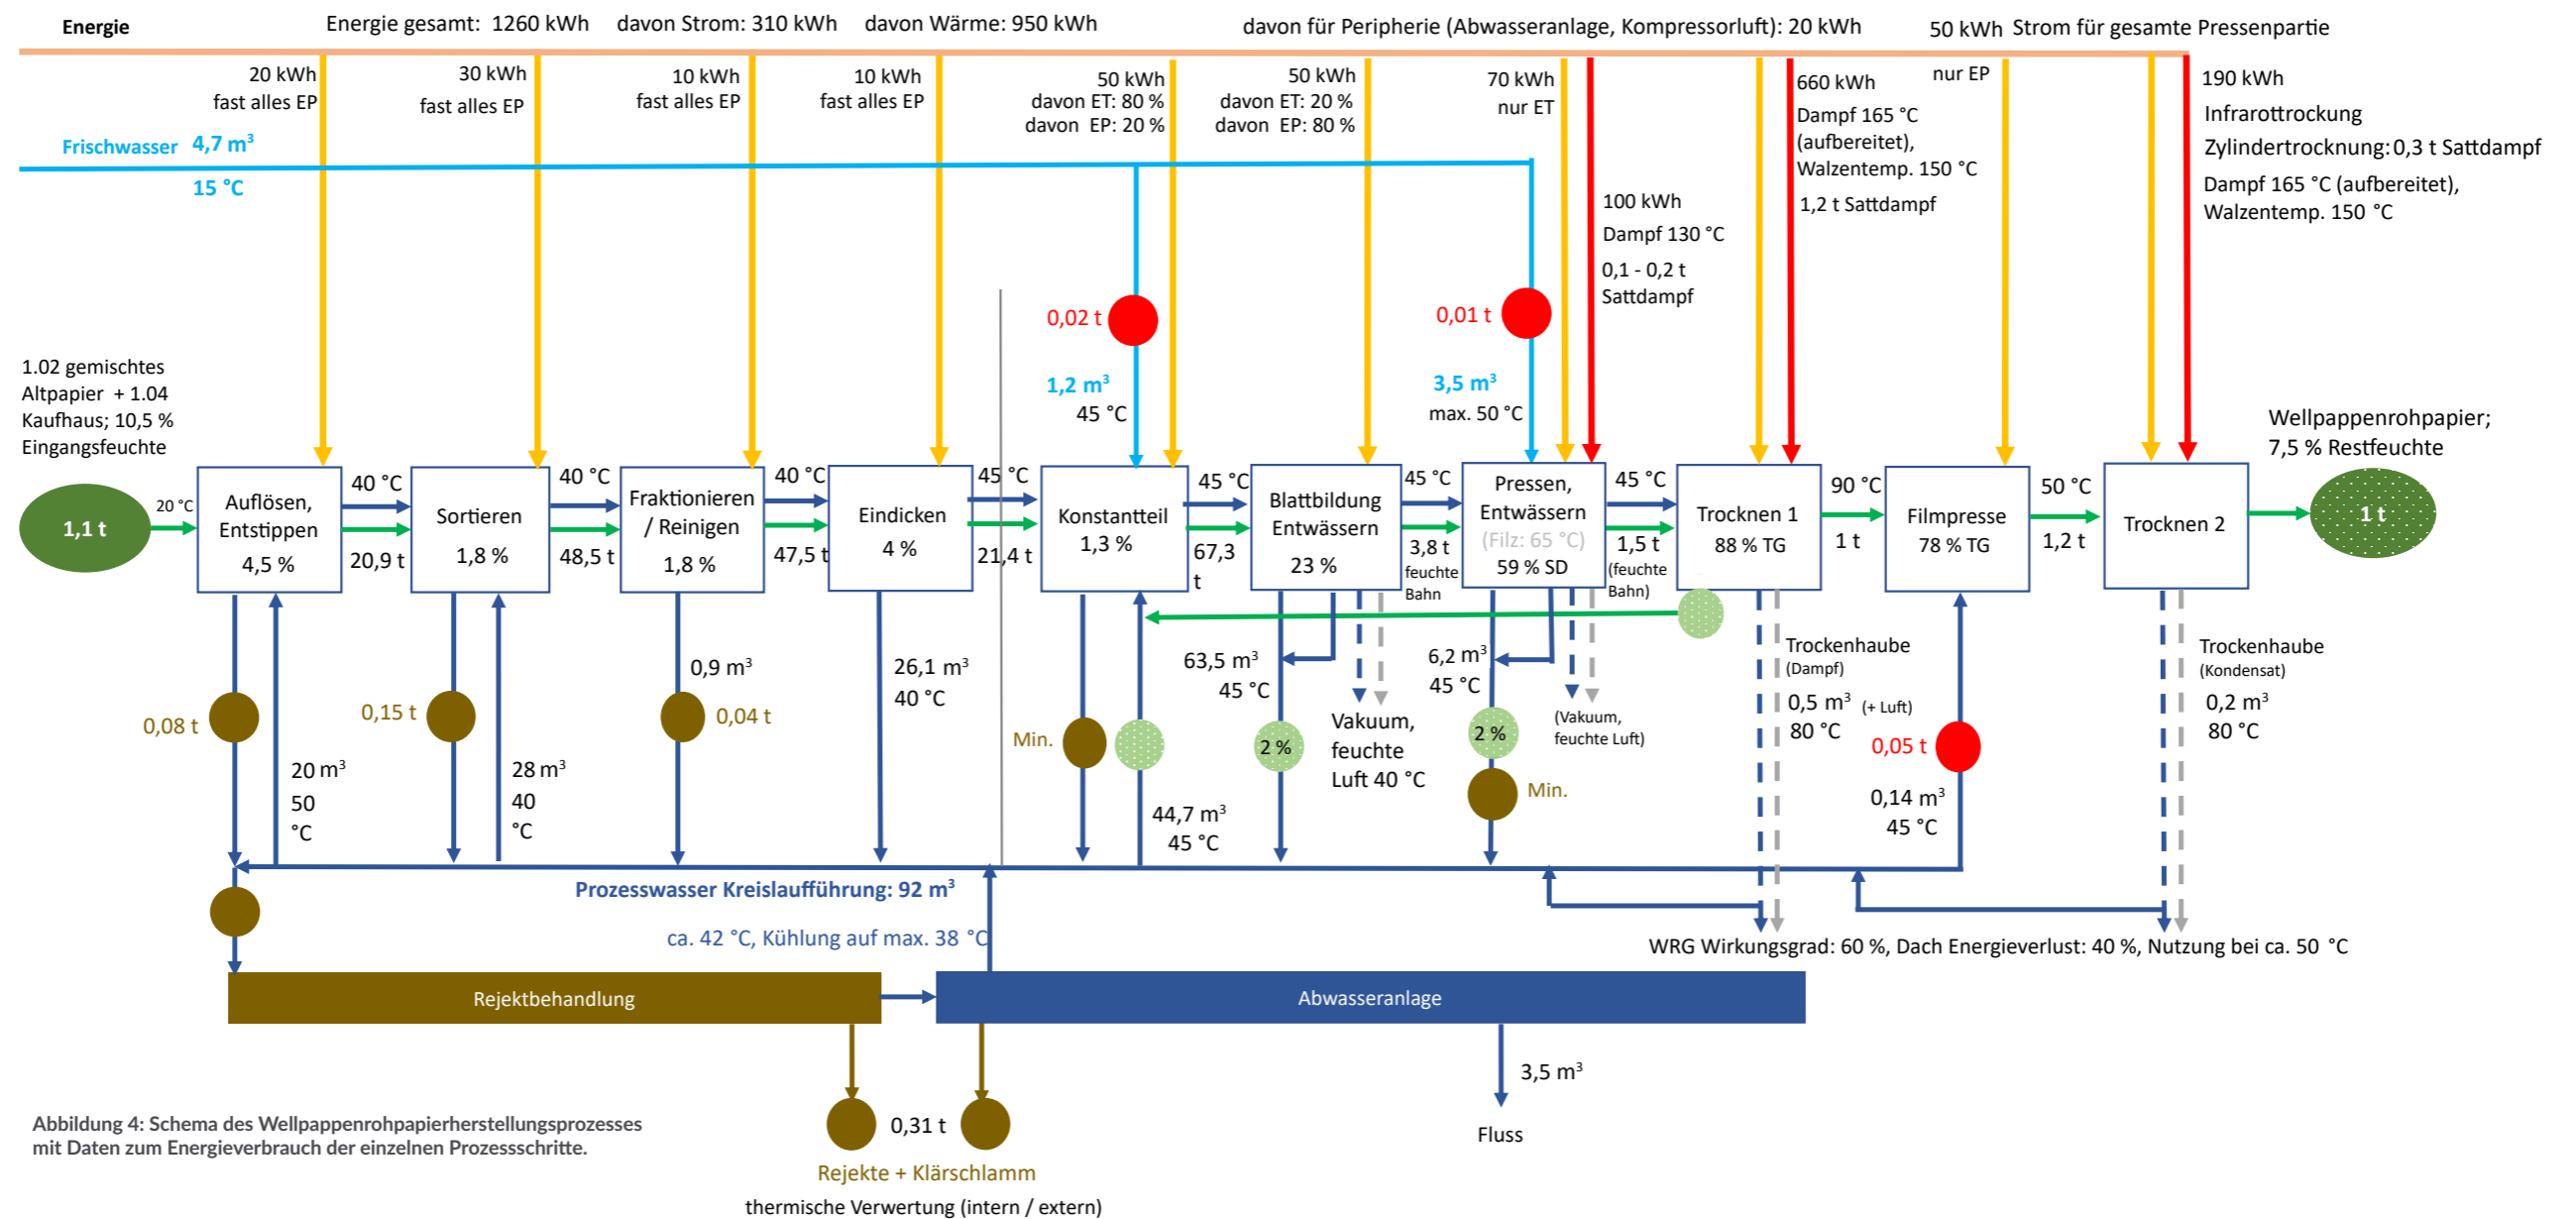 Energie
Energie gesamt: 1260 kWh
davon Strom: 310 kWh
davon Wärme: 950 kWh
davon für Peripherie (Abwasseranlage, Kompressorluft): 20 kWh
50 kWh Strom für gesamte Pressenpartie
20 kWh
fast alles EP
30 kWh
fast alles EP
10 kWh
fast alles EP
10 kWh
fast alles EP
50 kWh
davon ET: 80 %
davon EP: 20 %
50 kWh
davon ET: 20 %
davon EP: 80 %
70 kWh
nur ET
100 kWh
Dampf 130 °C
0,1 - 0,2 t
Sattdampf
660 kWh
Dampf 165 °C
(aufbereitet),
Walzentemp. 150 °C
1,2 t Sattdampf
nur EP
190 kWh
Infrarottrockung
Zylindertrocknung: 0,3 t Sattdampf
Dampf 165 °C (aufbereitet),
Walzentemp. 150 °C
Frischwasser 4,7 m³
15 °C
0,02 t
1,2 m³
45 °C
0,01 t
3,5 m³
max. 50 °C
1.02 gemischtes
Altpapier + 1.04
Kaufhaus; 10,5 %
Eingangsfeuchte
1,1 t
20 °C
Auflösen,
Entstippen
4,5 %
40 °C
20,9 t
Sortieren
1,8 %
40 °C
48,5 t
Fraktionieren
/ Reinigen
1,8 %
40 °C
47,5 t
Eindicken
4 %
45 °C
21,4 t
Konstantteil
1,3 %
45 °C
67,3
t
Blattbildung
Entwässern
23 %
45 °C
3,8 t
feuchte
Bahn
Pressen,
Entwässern
(Filz: 65 °C)
59 % SD
45 °C
1,5 t
(feuchte
Bahn)
Trocknen 1
88 % TG
90 °C
1 t
Filmpresse
78 % TG
50 °C
1,2 t
Trocknen 2
Wellpappenrohpapier;
7,5 % Restfeuchte
1 t
0,08 t
20 m³
50
°C
0,15 t
28 m³
40
°C
0,9 m³
0,04 t
26,1 m³
40 °C
Min.
44,7 m³
45 °C
63,5 m³
45 °C
2 %
Vakuum,
feuchte
Luft 40 °C
6,2 m³
45 °C
2 %
Min.
(Vakuum,
feuchte Luft)
Trockenhaube
(Dampf)
0,5 m³ (+ Luft)
80 °C
0,05 t
0,14 m³
45 °C
Trockenhaube
(Kondensat)
0,2 m³
80 °C
Prozesswasser Kreislaufführung: 92 m³
ca. 42 °C, Kühlung auf max. 38 °C
WRG Wirkungsgrad: 60 %, Dach Energieverlust: 40 %, Nutzung bei ca. 50 °C
Rejektbehandlung
Abwasseranlage
3,5 m³
Fluss
0,31 t
Rejekte + Klärschlamm
thermische Verwertung (intern / extern)
Abbildung 4: Schema des Wellpappenrohpapierherstellungsprozesses
mit Daten zum Energieverbrauch der einzelnen Prozessschritte.